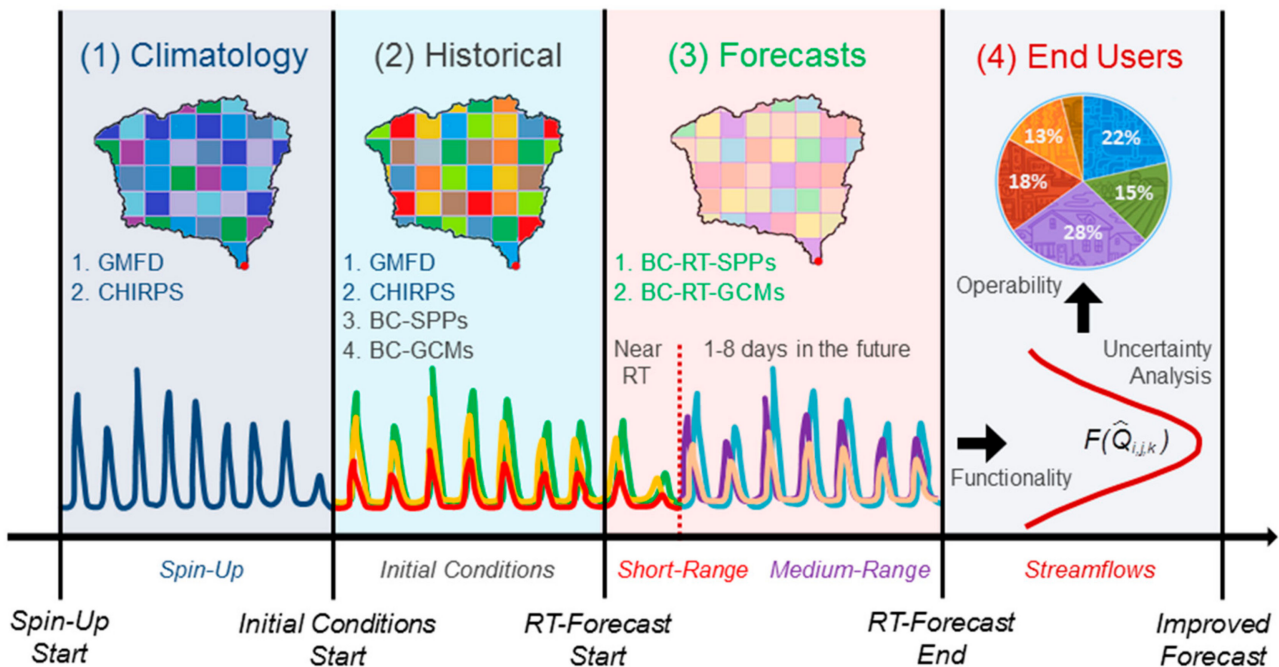 (1) Climatology
1. GMFD
2. CHIRPS
(2) Historical
1. GMFD
2. CHIRPS
3. BC-SPPs
4. BC-GCMs
(3) Forecasts
1. BC-RT-SPPs
2. BC-RT-GCMs
Near
RT
1-8 days in the future
(4) End Users
13%
22%
18%
15%
28%
Operability
Uncertainty
Analysis
F(Q̂i,j,k)
Functionality
Spin-Up
Initial Conditions
Short-Range
Medium-Range
Streamflows
Spin-Up
Start
Initial Conditions
Start
RT-Forecast
Start
RT-Forecast
End
Improved
Forecast